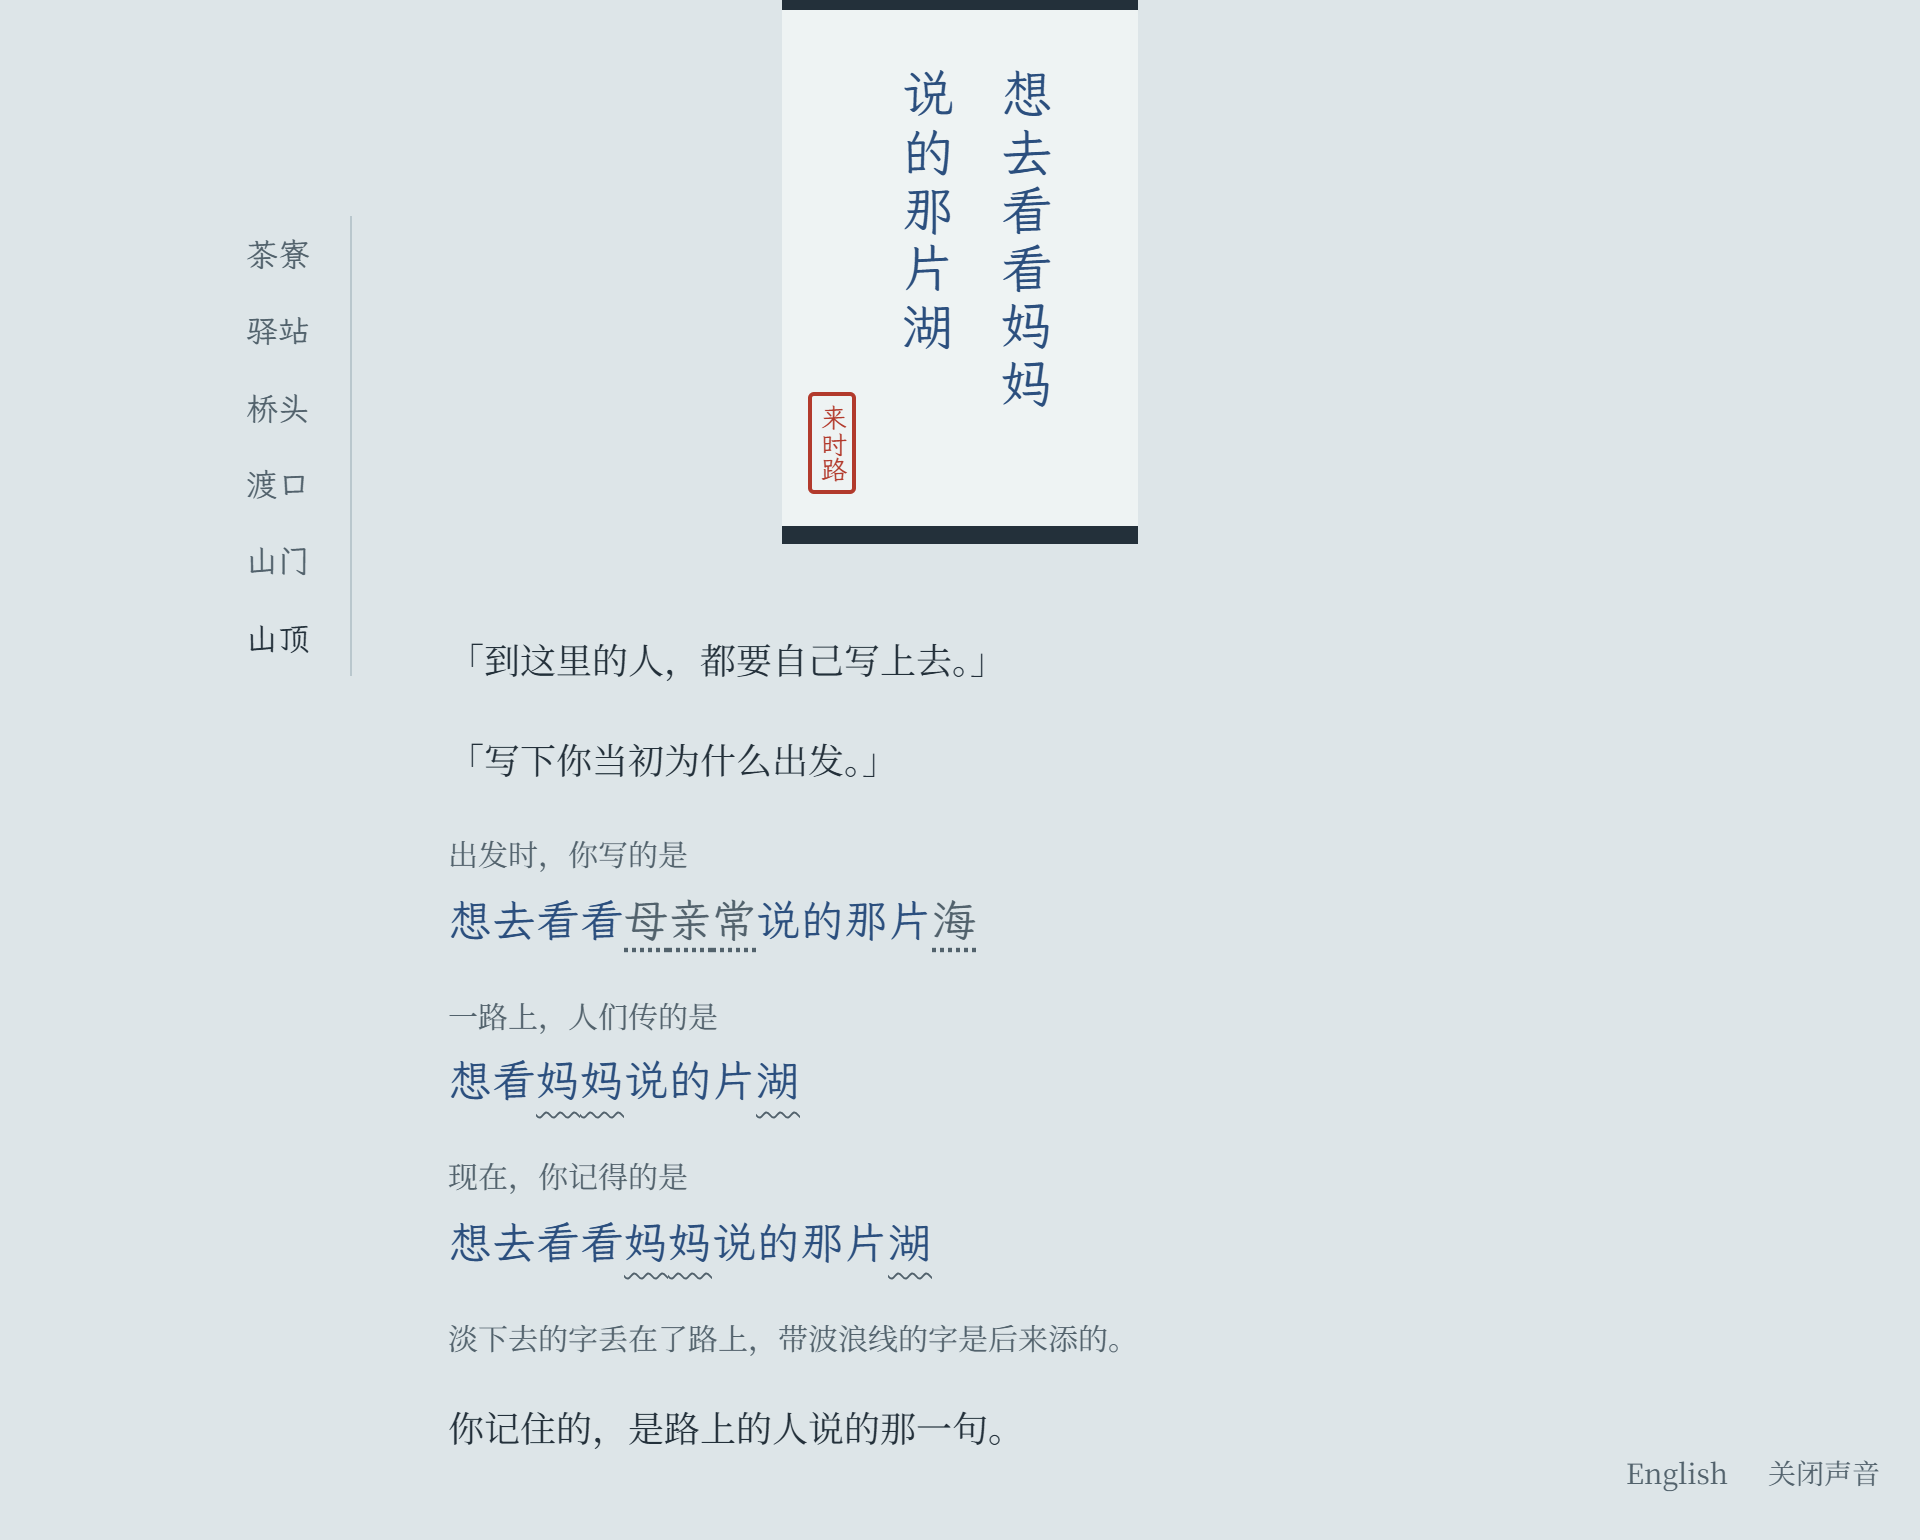 想去看看妈妈
说的那片湖
来时路
茶寮
驿站
桥头
渡口
山门
山顶
「到这里的人，都要自己写上去。」
「写下你当初为什么出发。」
出发时，你写的是
想去看看母亲常说的那片海
一路上，人们传的是
想看妈妈说的片湖
现在，你记得的是
想去看看妈妈说的那片湖
淡下去的字丢在了路上，带波浪线的字是后来添的。
你记住的，是路上的人说的那一句。
English
关闭声音